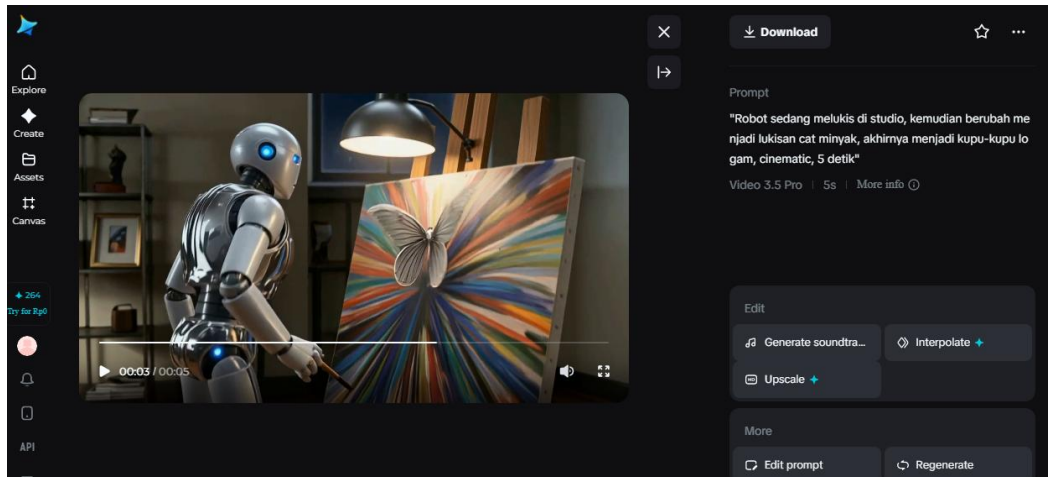 Explore
Create
Assets
Canvas
264
Try for Rp0
API
00:03 / 00:05
Download
Prompt
"Robot sedang melukis di studio, kemudian berubah me
njadi lukisan cat minyak, akhirnya menjadi kupu-kupu lo
gam, cinematic, 5 detik"
Video 3.5 Pro | 5s | More info
Edit
Generate soundtra...
Interpolate
HD Upscale
More
Edit prompt
Regenerate